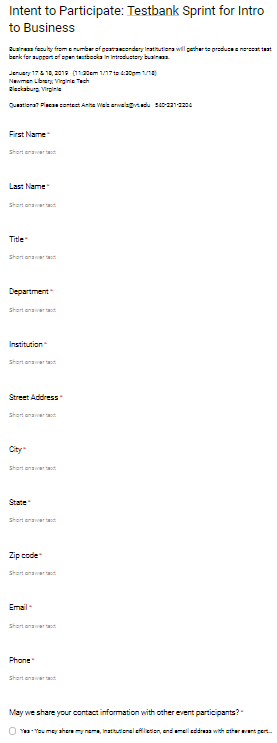 Intent to Participate: Testbank Sprint for Intro
to Business
Business faculty from a number of postsecondary institutions will gather to produce a no-cost test
bank for support of open textbooks in introductory business.
January 17 & 18, 2019 (11:30am 1/17 to 4:30pm 1/18)
Newman Library, Virginia Tech
Blacksburg, Virginia
Questions? Please contact Anita Walz arwalz@vt.edu 540-231-2204
First Name *
Short answer text
Last Name *
Short answer text
Title *
Short answer text
Department *
Short answer text
Institution *
Short answer text
Street Address *
Short answer text
City *
Short answer text
State *
Short answer text
Zip code *
Short answer text
Email *
Short answer text
Phone *
Short answer text
May we share your contact information with other event participants? *
Yes - You may share my name, institutional affiliation, and email address with other event part...